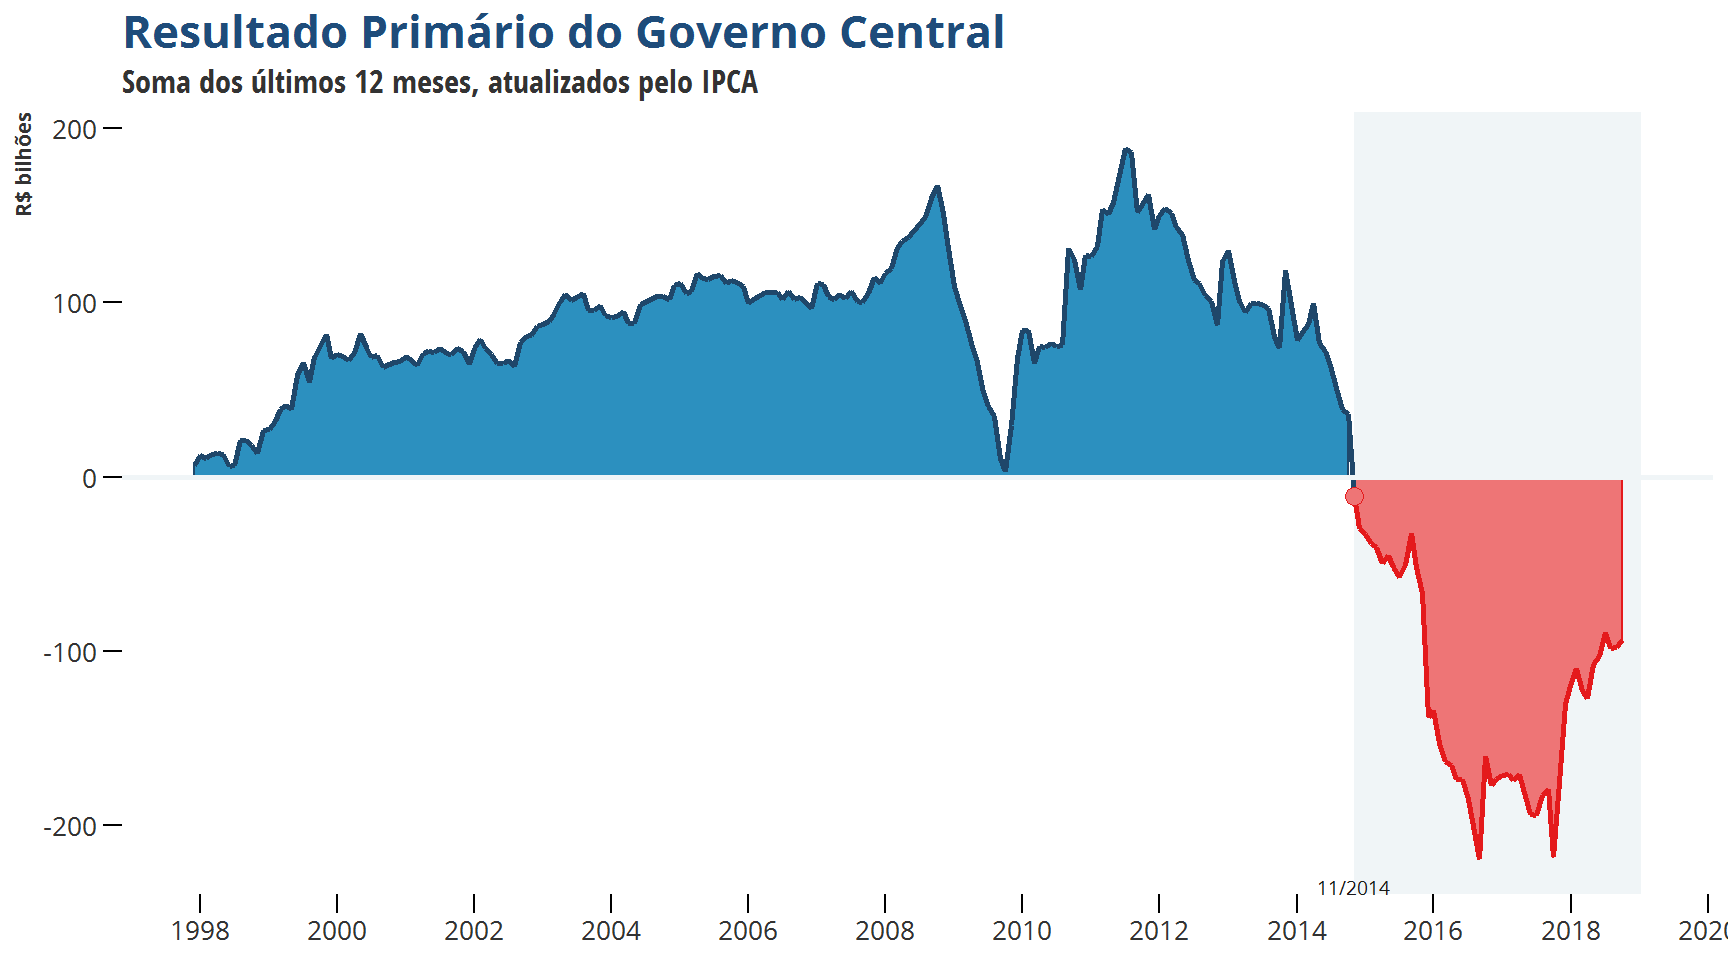 Resultado Primário do Governo Central
Soma dos últimos 12 meses, atualizados pelo IPCA
R$ bilhões
200
100
0
-100
-200
11/2014
1998 2000 2002 2004 2006 2008 2010 2012 2014 2016 2018 202